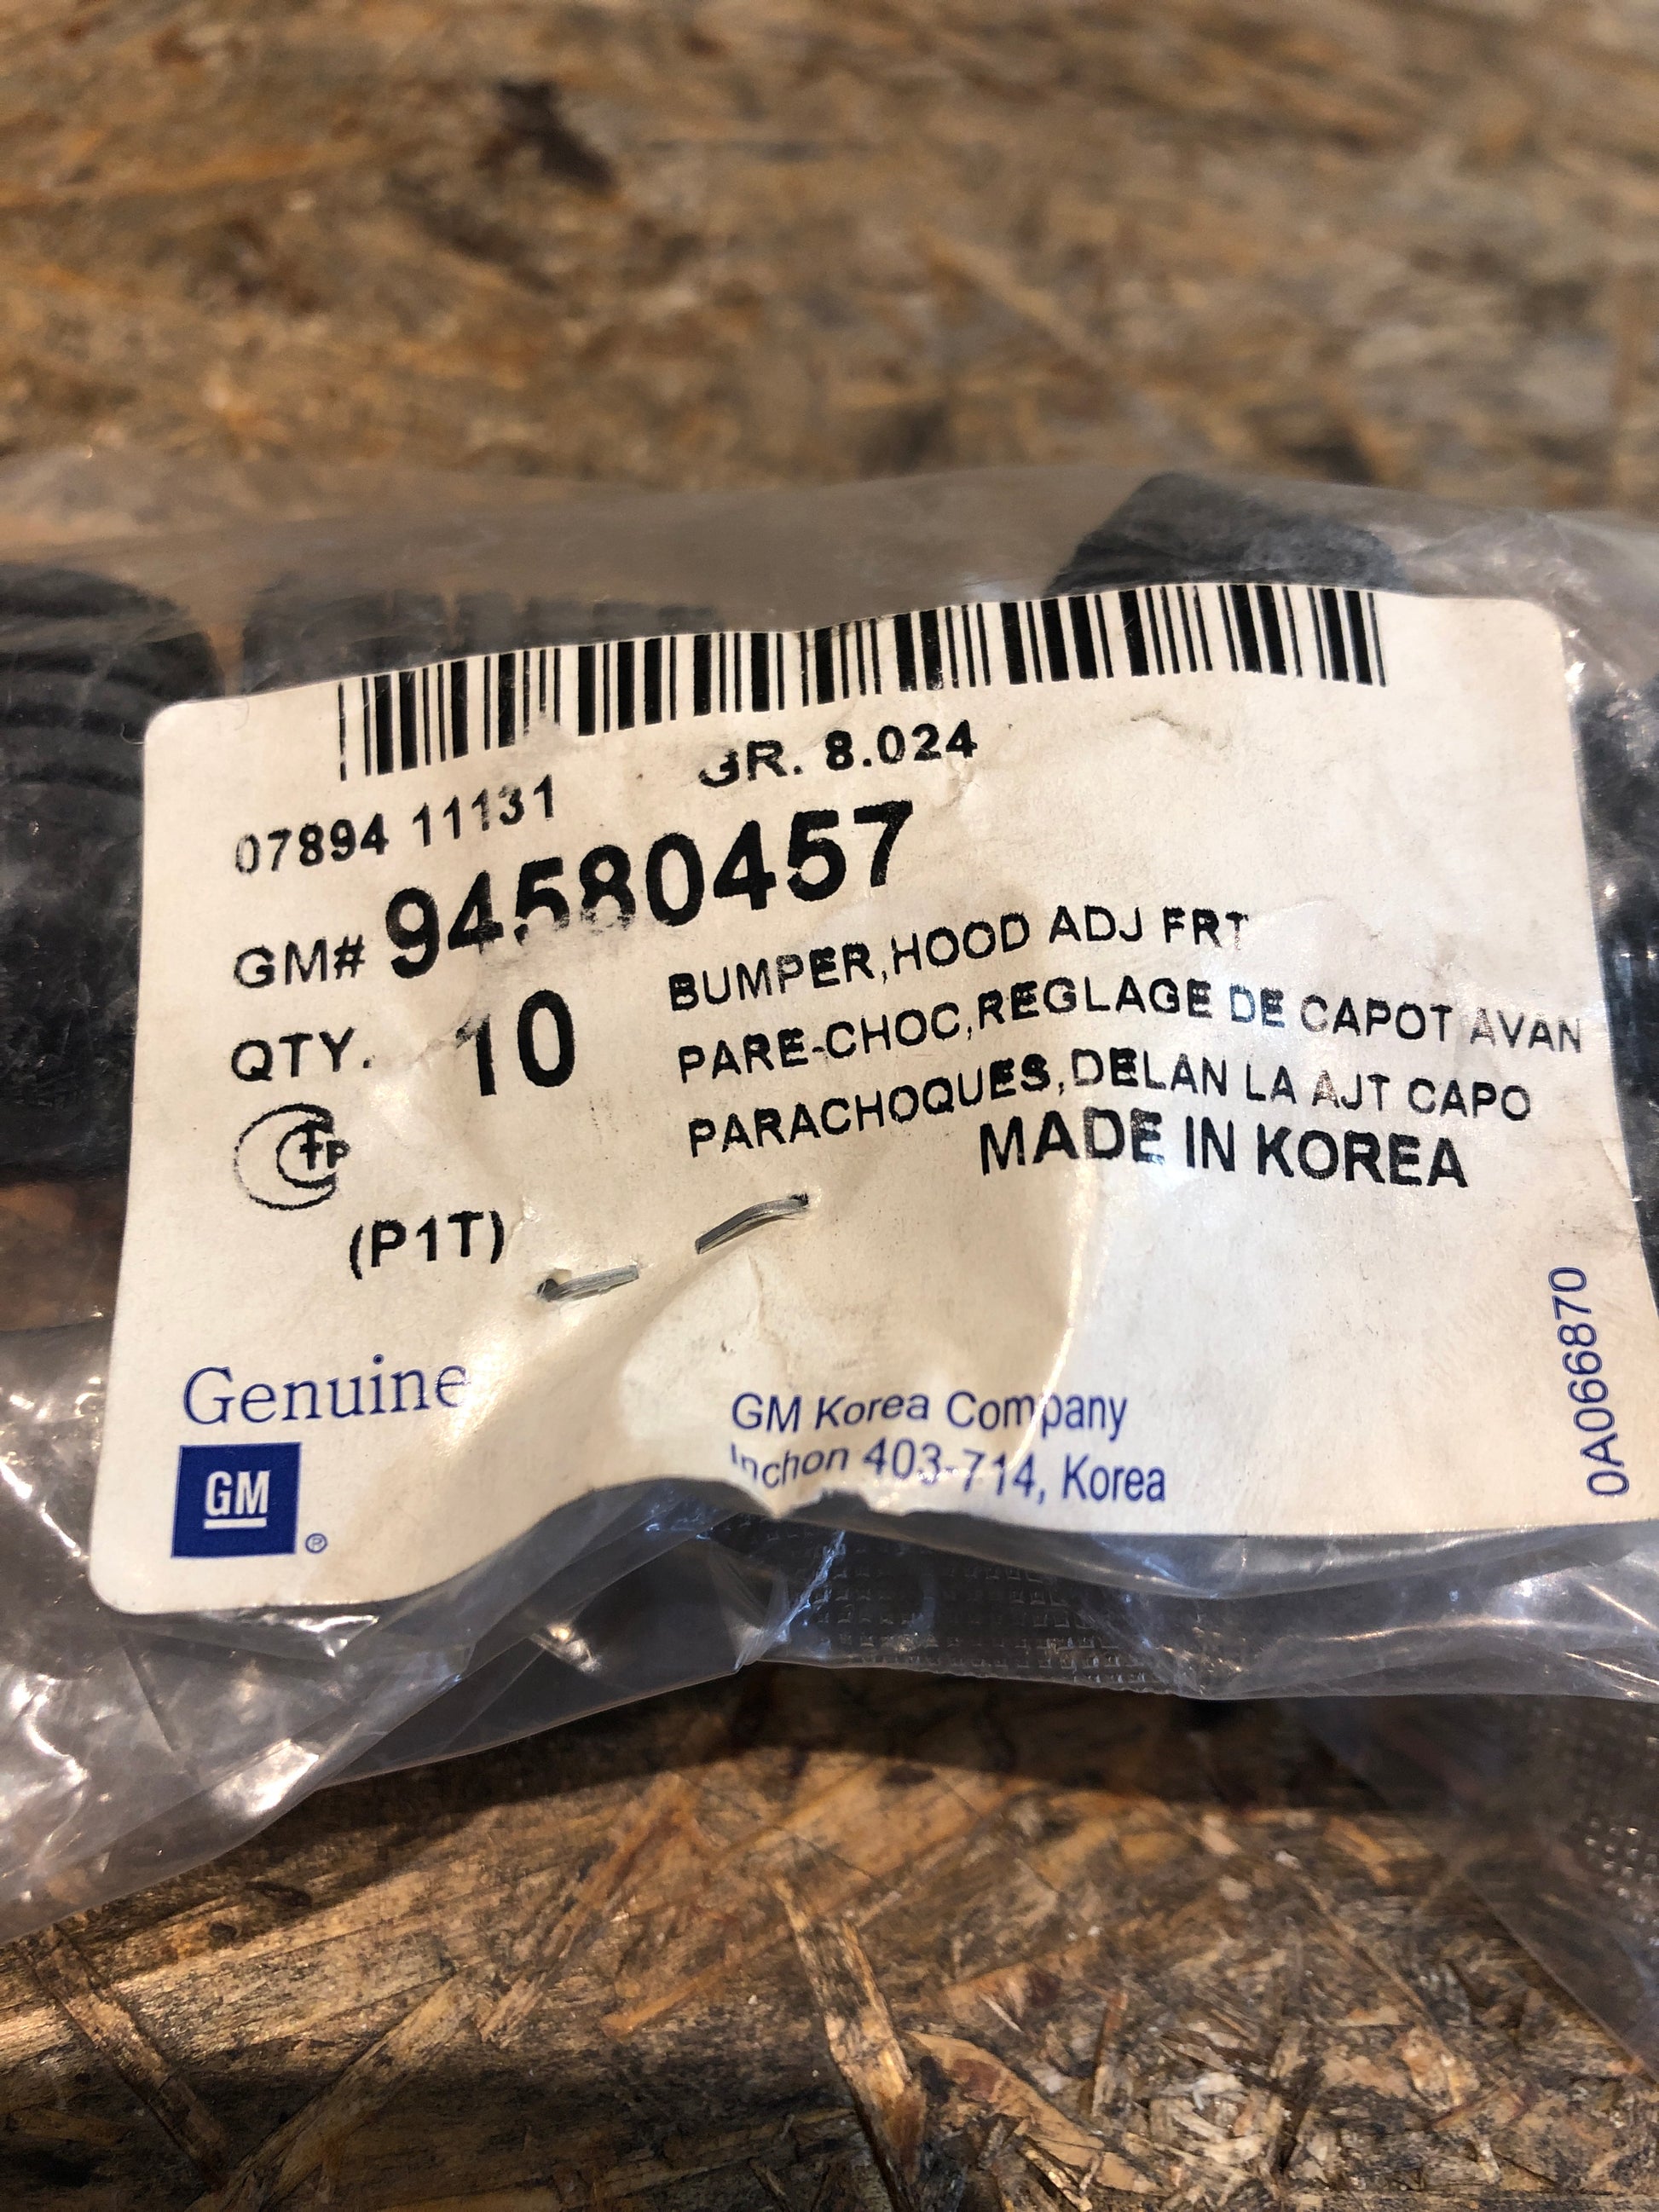 GR. 8.024
07894 11131
GM# 94580457
QTY. 10
BUMPER,HOOD ADJ FRT
PARE-CHOC,REGLAGE DE CAPOT AVAN
PARACHOQUES,DELAN LA AJT CAPO
MADE IN KOREA
(P1T)
Genuine
GM
®
GM Korea Company
Inchon 403-714, Korea
0A066870